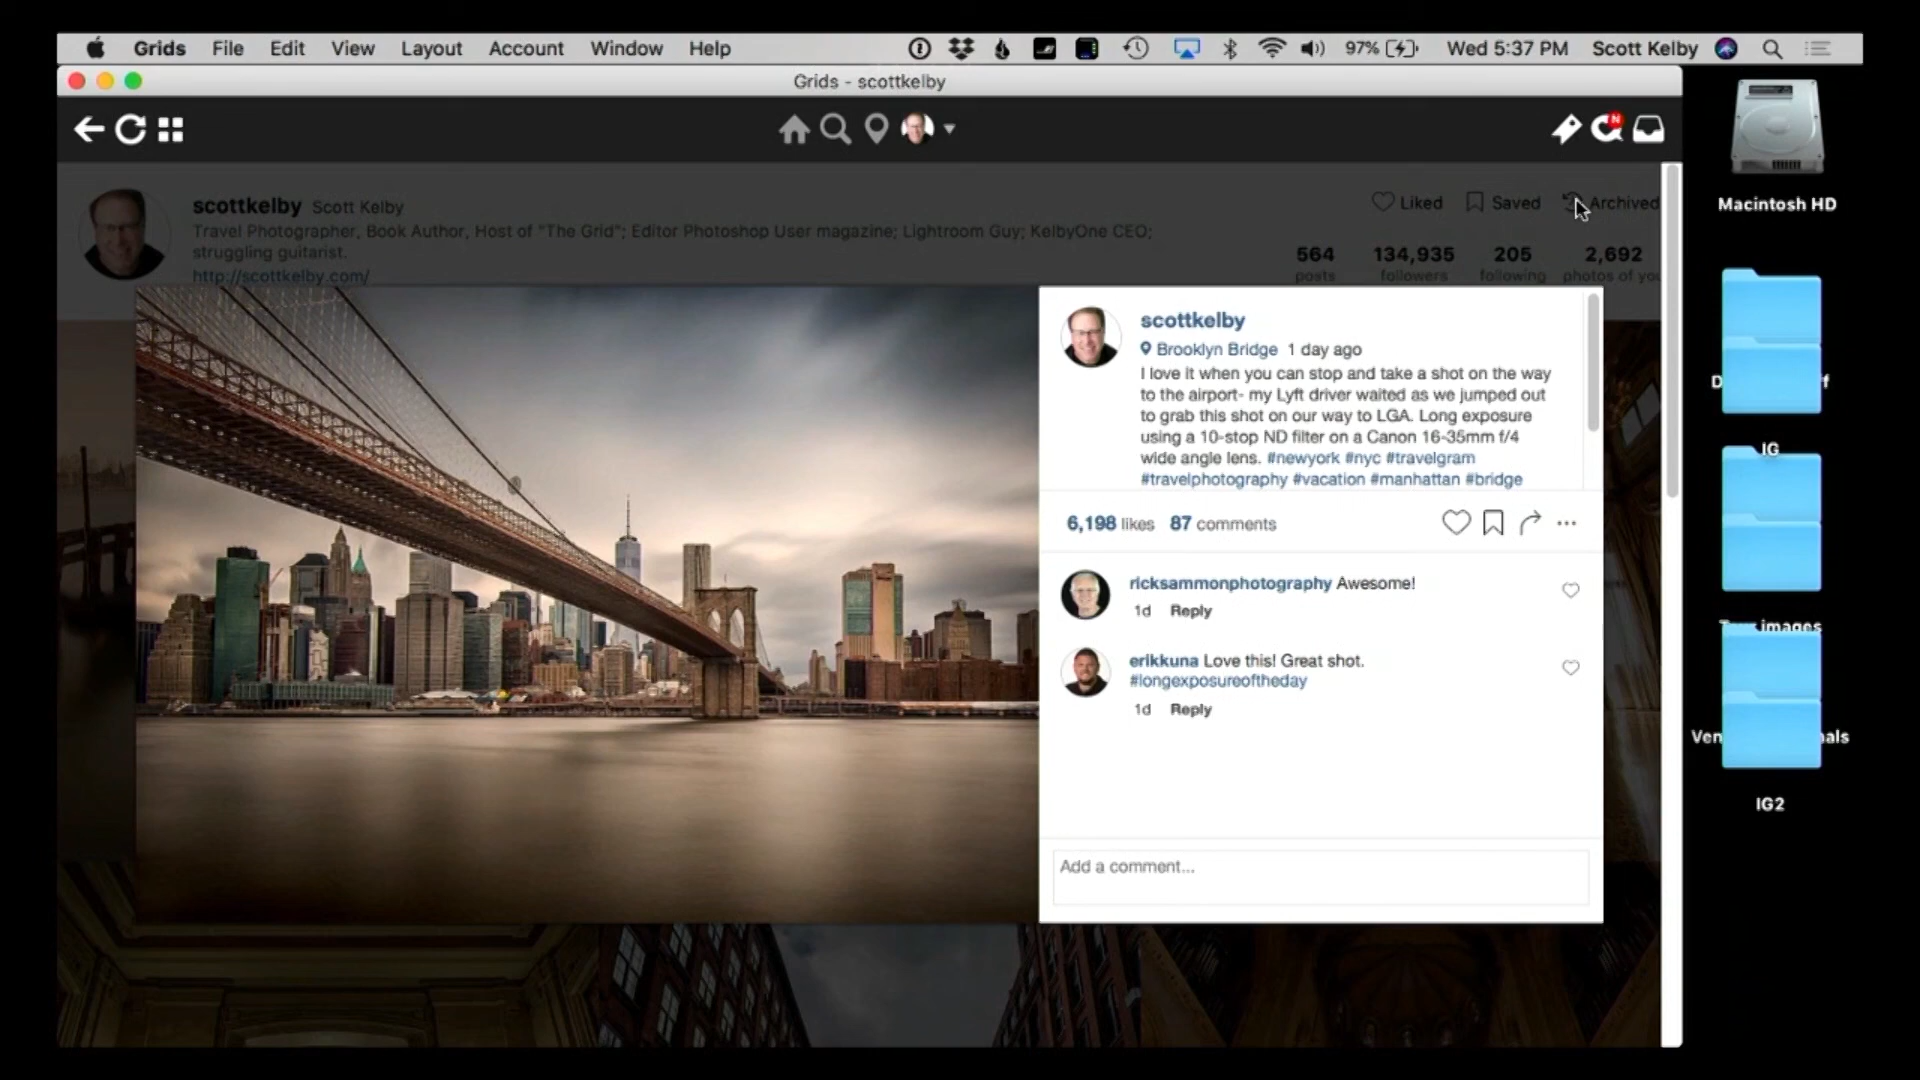 Grids File Edit View Layout Account Window Help 97% Wed 5:37 PM Scott Kelby
Grids - scottkelby
N
scottkelby Scott Kelby
Travel Photographer, Book Author, Host of "The Grid"; Editor Photoshop User magazine; Lightroom Guy; KelbyOne CEO;
struggling guitarist.
http://scottkelby.com/
Liked Saved Archived
564 134,935 205 2,692
posts followers following photos of you
scottkelby
Brooklyn Bridge 1 day ago
I love it when you can stop and take a shot on the way
to the airport- my Lyft driver waited as we jumped out
to grab this shot on our way to LGA. Long exposure
using a 10-stop ND filter on a Canon 16-35mm f/4
wide angle lens. #newyork #nyc #travelgram
#travelphotography #vacation #manhattan #bridge
6,198 likes 87 comments
ricksammonphotography Awesome!
1d Reply
erikkuna Love this! Great shot.
#longexposureoftheday
1d Reply
Add a comment...
Macintosh HD
IG
images
IG2